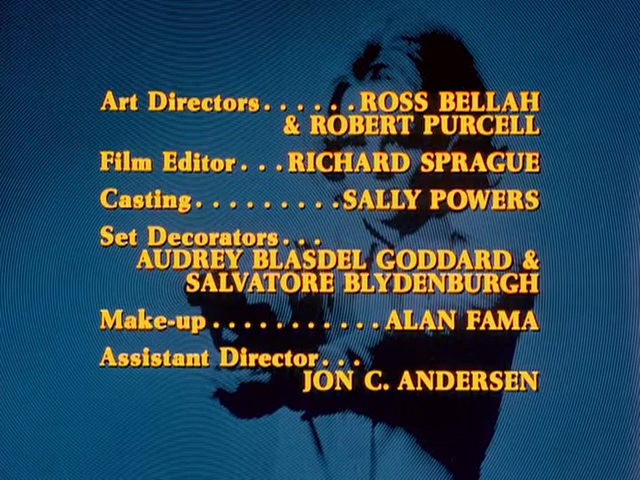 Art Directors . . . . . . ROSS BELLAH
& ROBERT PURCELL
Film Editor . . . RICHARD SPRAGUE
Casting . . . . . . . . . SALLY POWERS
Set Decorators . . .
AUDREY BLASDEL GODDARD &
SALVATORE BLYDENBURGH
Make-up . . . . . . . . . . . ALAN FAMA
Assistant Director . . .
JON C. ANDERSEN